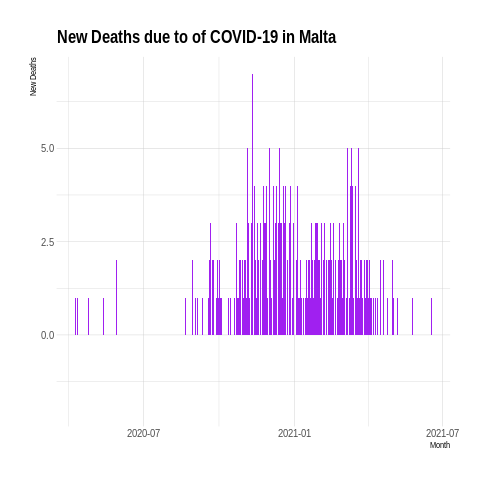 New Deaths due to of COVID-19 in Malta
New Deaths
5.0
2.5
0.0
2020-07
2021-01
2021-07
Month